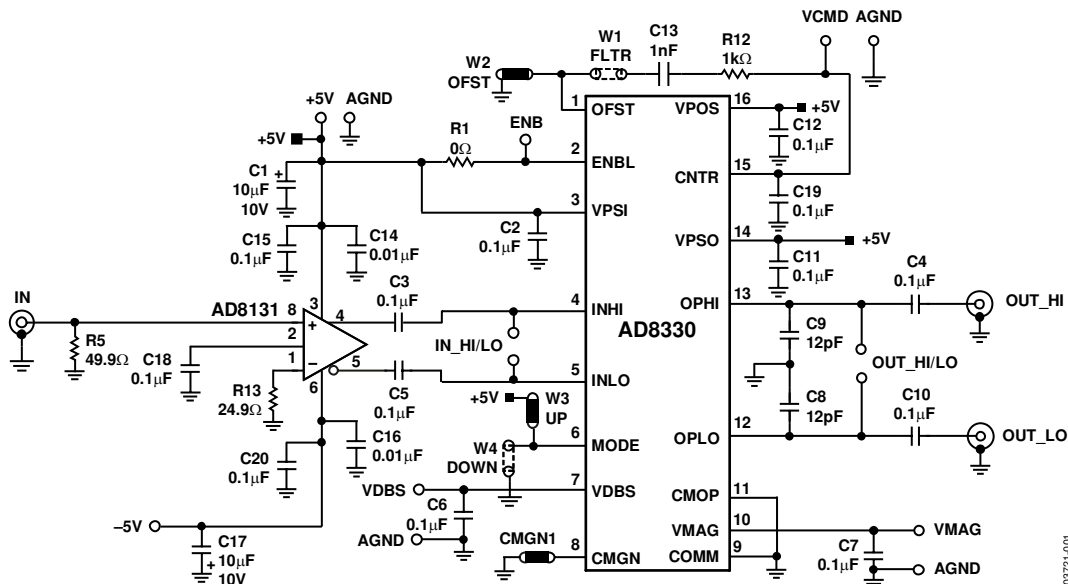 VCMD AGND
W1
FLTR
C13
1nF
R12
1kΩ
W2
OFST
+5V AGND
+5V
R1
0Ω
ENB
1 OFST
2 ENBL
3 VPSI
4 INHI
5 INLO
6 MODE
7 VDBS
8 CMGN
AD8330
VPOS 16
CNTR 15
VPSO 14
OPHI 13
OPLO 12
CMOP 11
VMAG 10
COMM 9
+5V
C12
0.1μF
C19
0.1μF
+5V
C11
0.1μF
C4
0.1μF
OUT_HI
C9
12pF
OUT_HI/LO
C8
12pF
C10
0.1μF
OUT_LO
VMAG
C7
0.1μF
AGND
C1 +
10μF
10V
C2
0.1μF
C15
0.1μF
C14
0.01μF
C3
0.1μF
IN
AD8131
8 +
2
1 −
3
4
5
6
R5
49.9Ω
C18
0.1μF
R13
24.9Ω
IN_HI/LO
C5
0.1μF
+5V
W3
UP
W4
DOWN
C16
0.01μF
C20
0.1μF
VDBS
C6
0.1μF
AGND
−5V
C17
+ 10μF
10V
CMGN1
03731-001